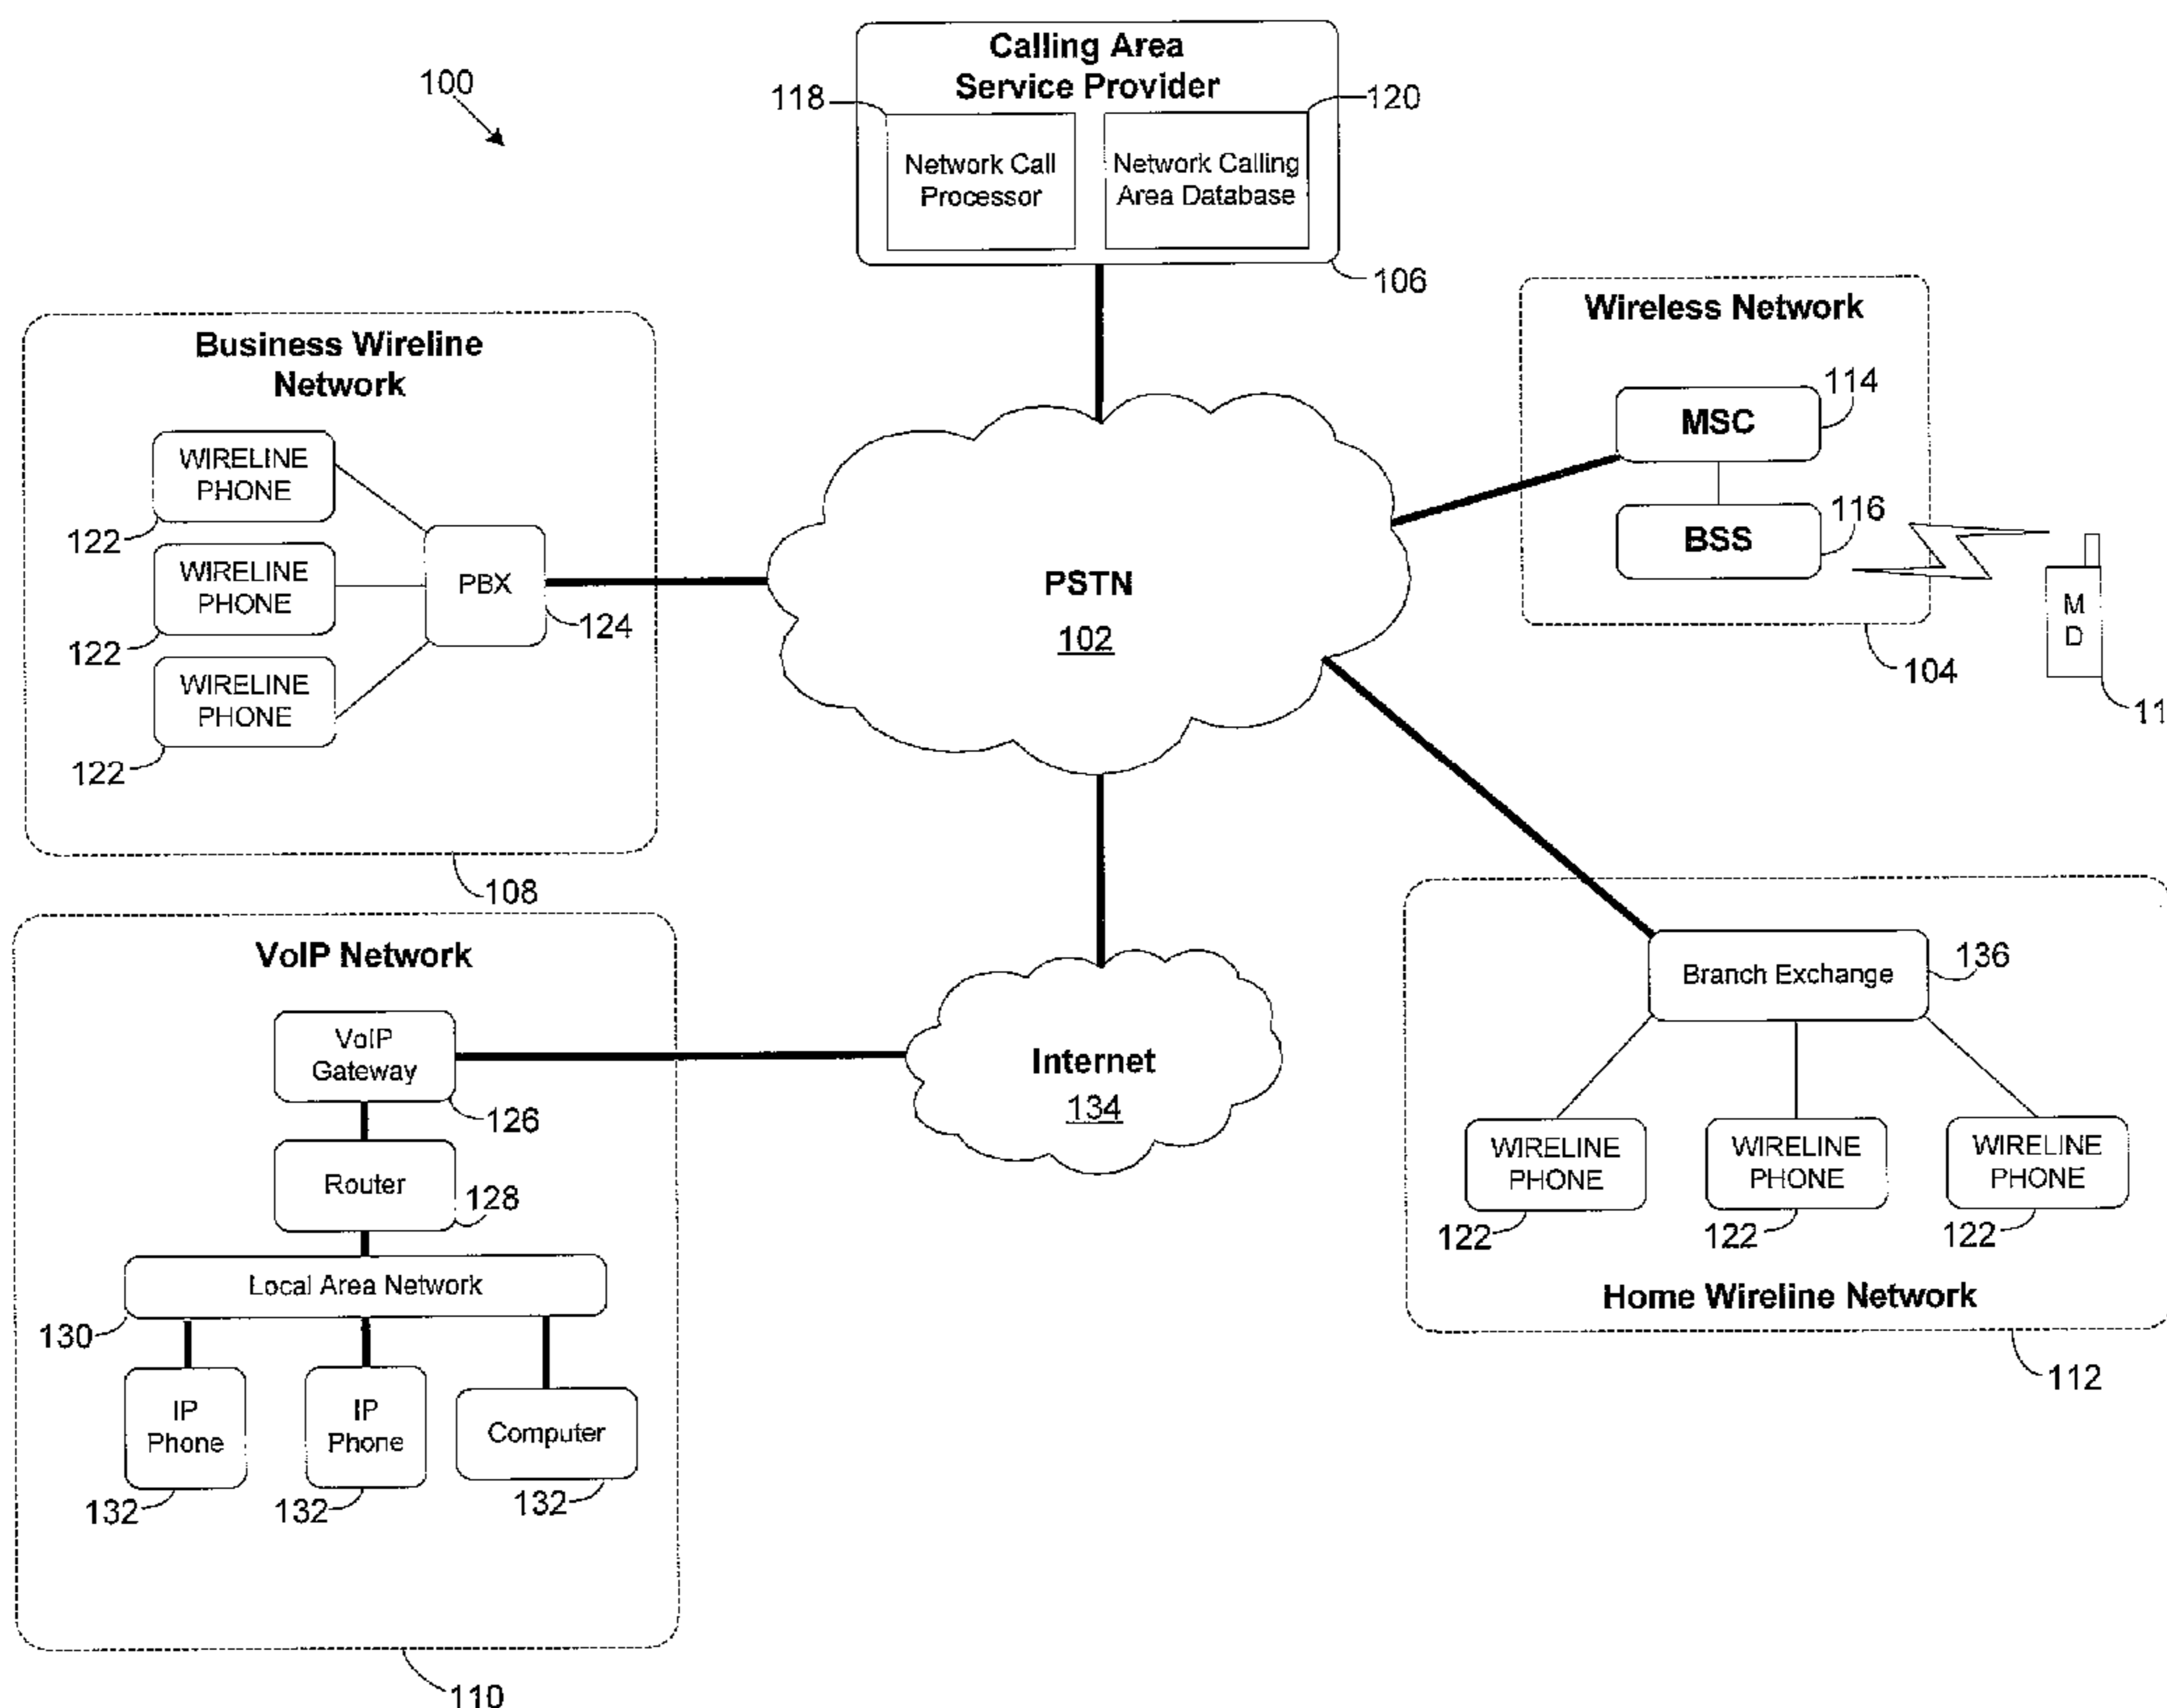 100
Calling Area
Service Provider
118
120
Network Call
Processor
Network Calling
Area Database
106
Business Wireline
Network
WIRELINE
PHONE
122
WIRELINE
PHONE
122
WIRELINE
PHONE
122
PBX
124
108
PSTN
102
Wireless Network
MSC
114
BSS
116
104
M
D
11
VoIP Network
VoIP
Gateway
126
Router
128
Local Area Network
130
IP
Phone
132
IP
Phone
132
Computer
132
110
Internet
134
Branch Exchange
136
WIRELINE
PHONE
122
WIRELINE
PHONE
122
WIRELINE
PHONE
122
Home Wireline Network
112